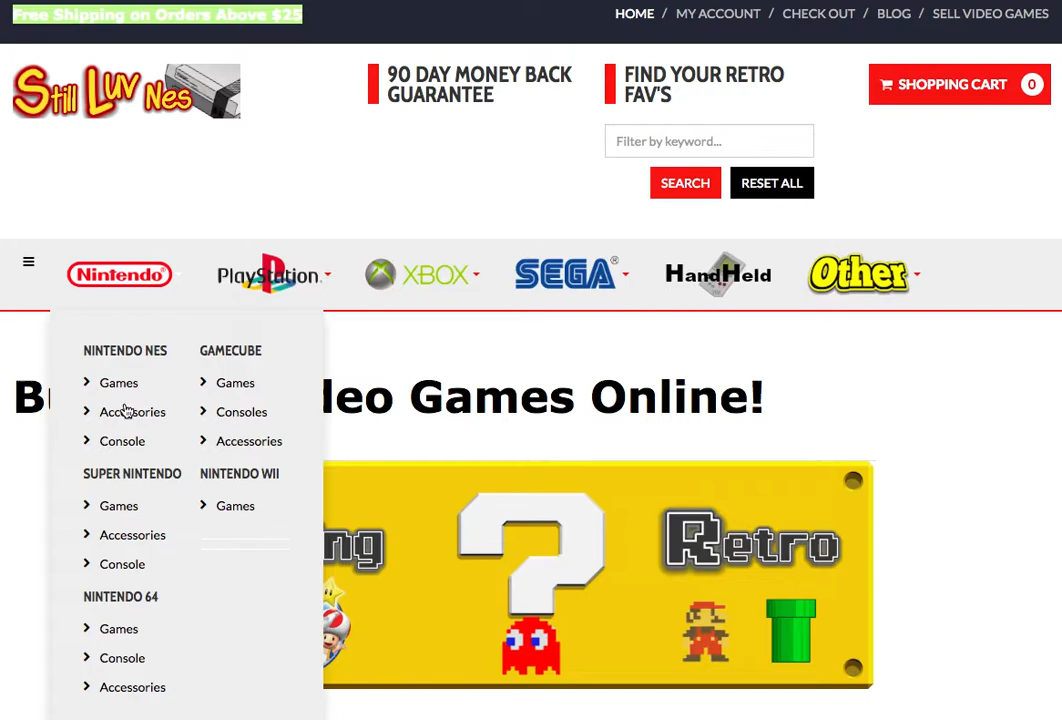 Free Shipping on Orders Above $25
HOME / MY ACCOUNT / CHECK OUT / BLOG / SELL VIDEO GAMES
Still Luv Nes
90 DAY MONEY BACK
GUARANTEE
FIND YOUR RETRO
FAV'S
SHOPPING CART 0
Filter by keyword...
SEARCH
RESET ALL
Nintendo
PlayStation
XBOX
SEGA
HandHeld
Other
NINTENDO NES
Games
Accessories
Console
SUPER NINTENDO
Games
Accessories
Console
NINTENDO 64
Games
Console
Accessories
GAMECUBE
Games
Consoles
Accessories
NINTENDO WII
Games
Video Games Online!
?
Retro